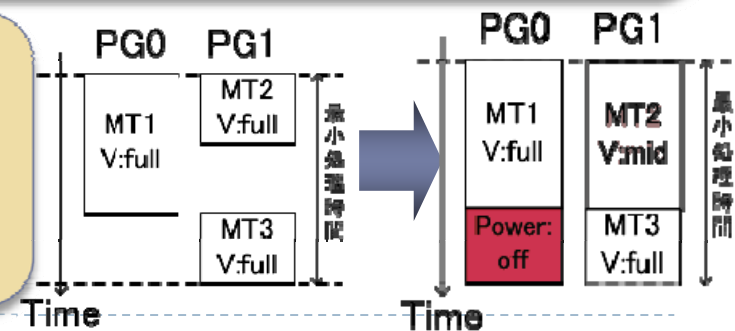 PG0 PG1
MT1
V:full
MT2
V:full
MT3
V:full
最小処理時間
Time
PG0 PG1
MT1
V:full
Power:
off
MT2
V:mid
MT3
V:full
最小処理時間
Time